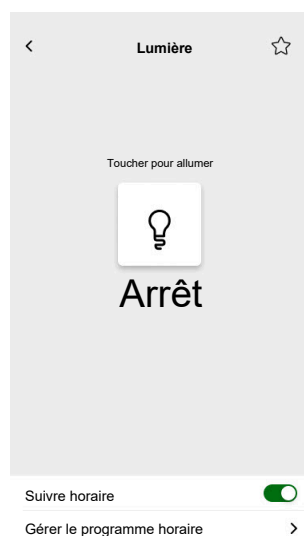 Lumière
Toucher pour allumer
Arrêt
Suivre horaire
Gérer le programme horaire